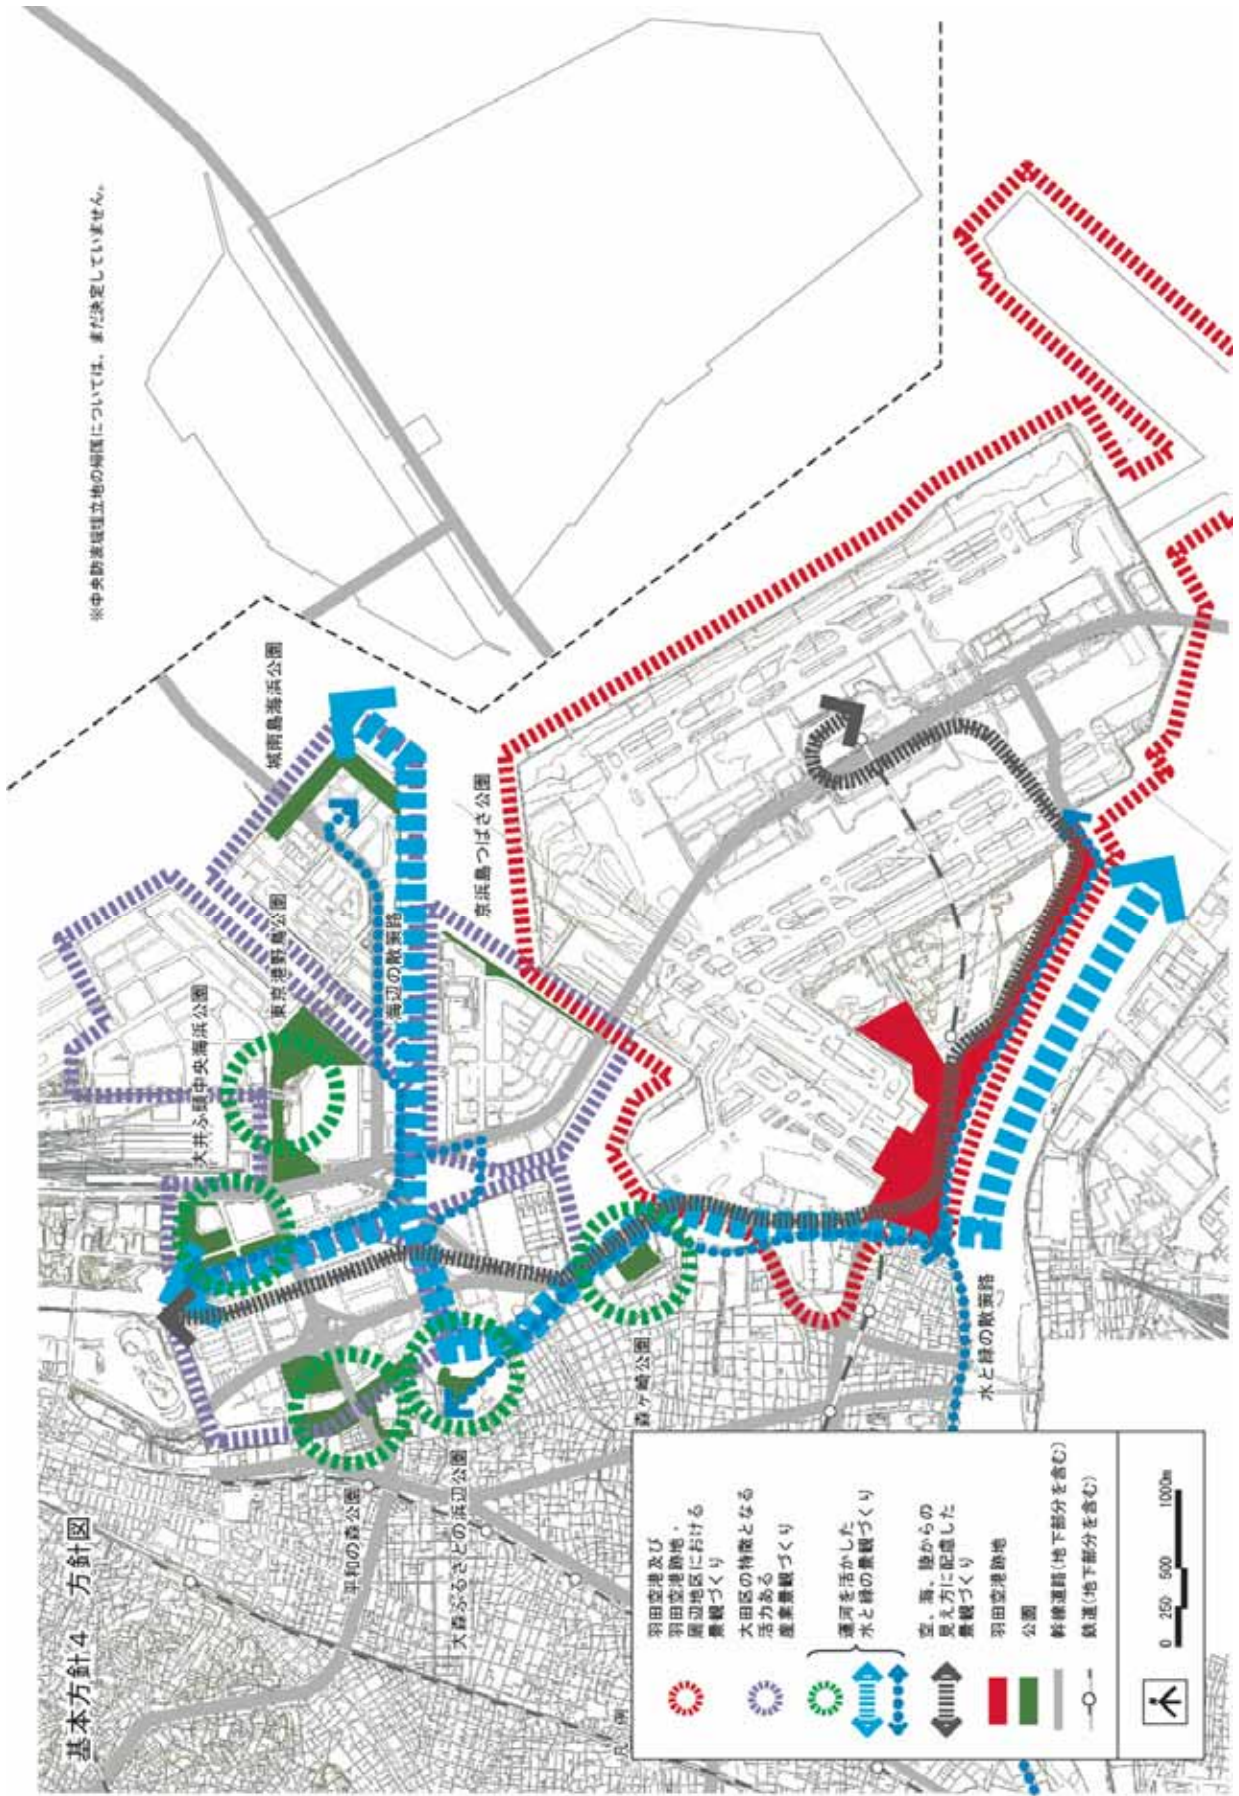 基本方針4 方針図
※中央防波堤埋立地の帰属については、まだ決定していません。
城南島海浜公園
東京港野鳥公園
大井ふ頭中央海浜公園
海辺の散策路
京浜島つばさ公園
平和の森公園
大森ふるさとの浜辺公園
森ヶ崎公園
水と緑の散策路
凡 例
羽田空港及び
羽田空港跡地・
周辺地区における
景観づくり
大田区の特徴となる
活力ある
産業景観づくり
運河を活かした
水と緑の景観づくり
空、海、陸からの
見え方に配慮した
景観づくり
羽田空港跡地
公園
幹線道路(地下部分を含む)
鉄道(地下部分を含む)
0 250 500 1000m